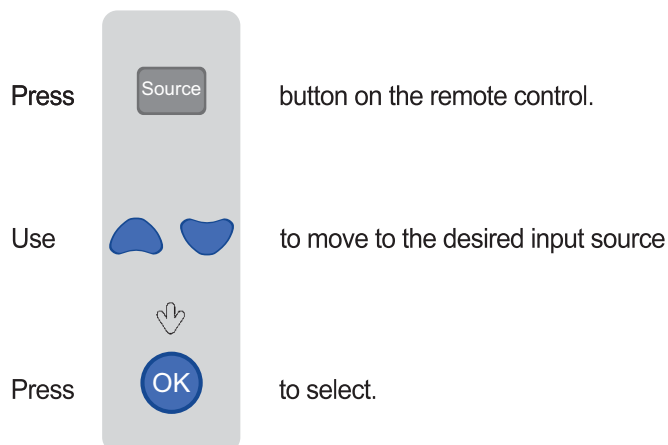 Press Source button on the remote control.
Use to move to the desired input source
Press OK to select.